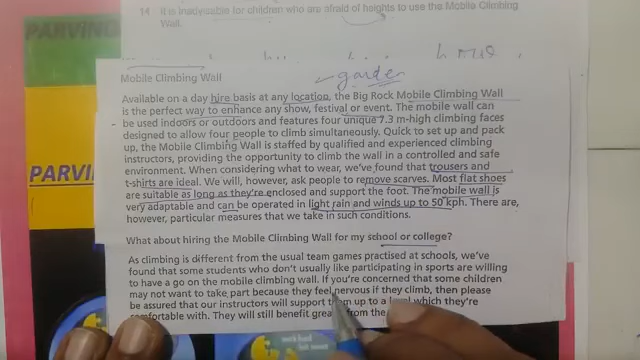 14 It is inadvisable for children who are afraid of heights to use the Mobile Climbing
Wall.
Mobile Climbing Wall
garden
Available on a day hire basis at any location, the Big Rock Mobile Climbing Wall
is the perfect way to enhance any show, festival or event. The mobile wall can
be used indoors or outdoors and features four unique 7.3 m-high climbing faces
designed to allow four people to climb simultaneously. Quick to set up and pack
up, the Mobile Climbing Wall is staffed by qualified and experienced climbing
instructors, providing the opportunity to climb the wall in a controlled and safe
environment. When considering what to wear, we've found that trousers and
t-shirts are ideal. We will, however, ask people to remove scarves. Most flat shoes
are suitable as long as they're enclosed and support the foot. The mobile wall is
very adaptable and can be operated in light rain and winds up to 50 kph. There are,
however, particular measures that we take in such conditions.
What about hiring the Mobile Climbing Wall for my school or college?
As climbing is different from the usual team games practised at schools, we've
found that some students who don't usually like participating in sports are willing
to have a go on the mobile climbing wall. If you're concerned that some children
may not want to take part because they feel nervous if they climb, then please
be assured that our instructors will support them up to a level which they're
comfortable with. They will still benefit from the
PARVIN
PARVIN